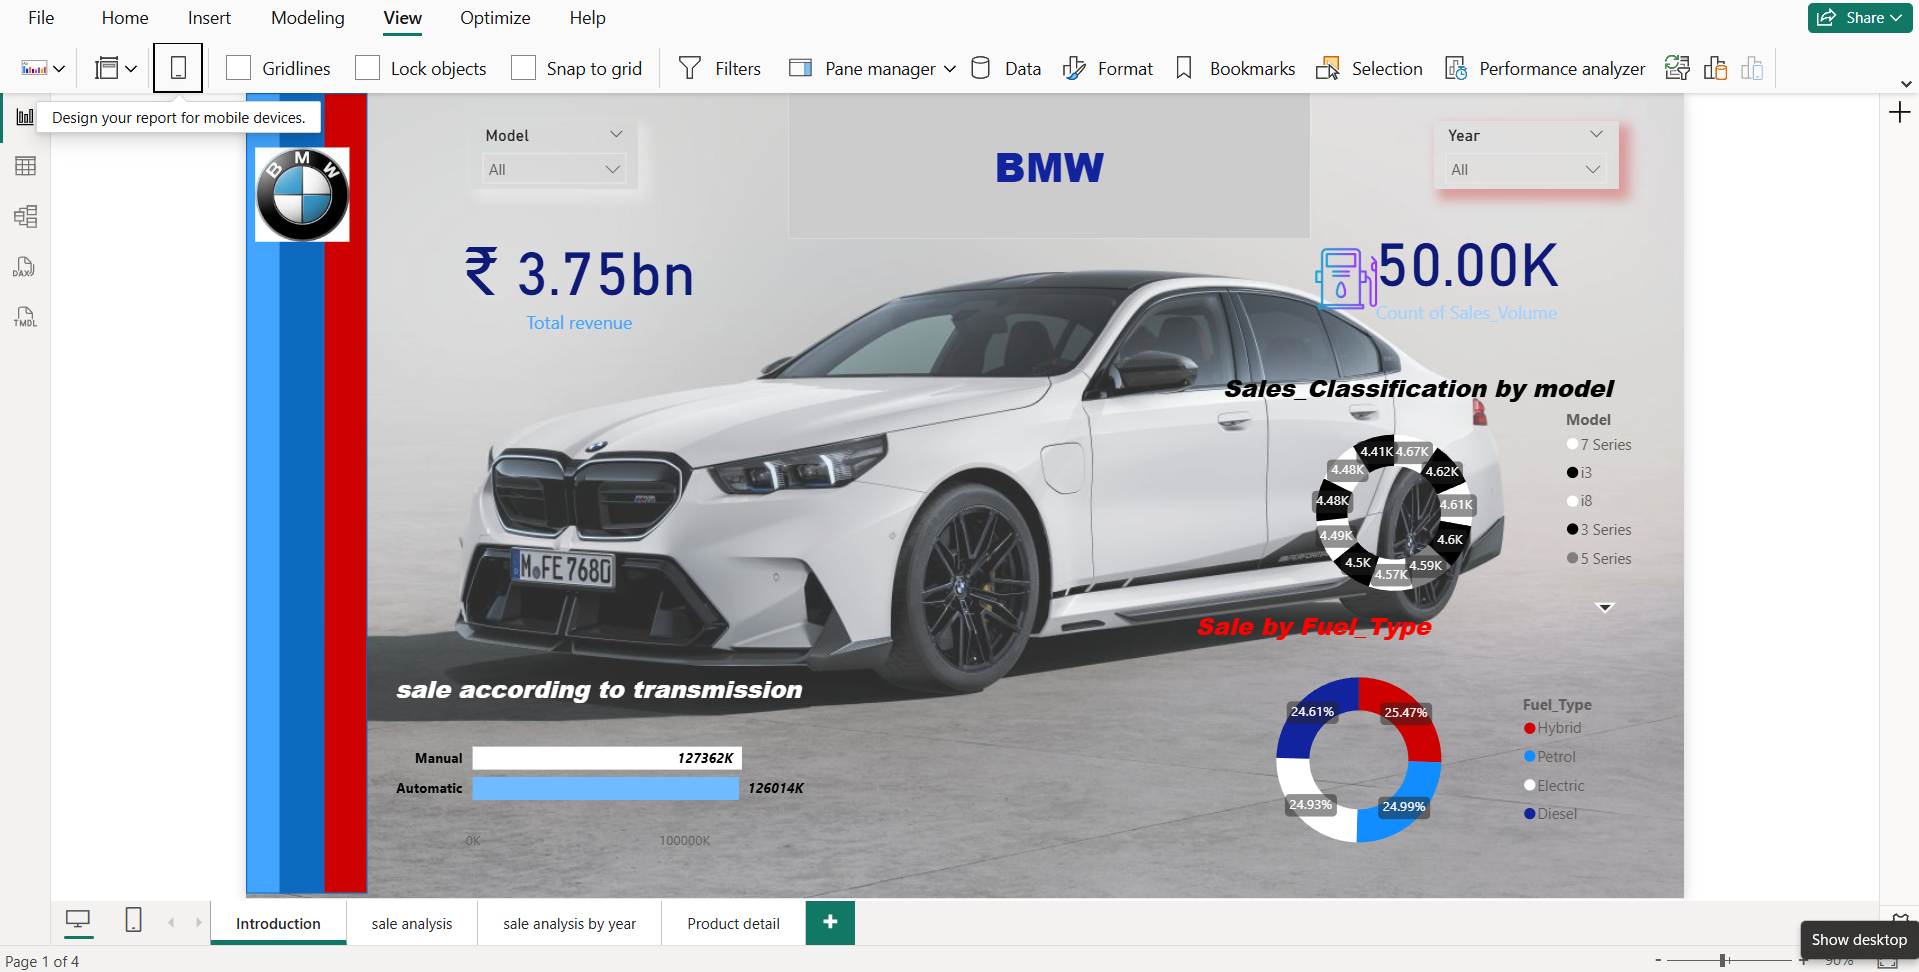 File Home Insert Modeling View Optimize Help Share
Gridlines Lock objects Snap to grid Filters Pane manager Data Format Bookmarks Selection Performance analyzer
Design your report for mobile devices.
DAX
TMDL
BMW
Model
All
BMW
Year
All
₹ 3.75bn
Total revenue
50.00K
Count of Sales_Volume
Sales_Classification by model
Model
7 Series
i3
i8
3 Series
5 Series
4.41K 4.67K
4.48K 4.62K
4.48K 4.61K
4.49K 4.6K
4.5K 4.57K 4.59K
M FE 7680
Sale by Fuel_Type
Fuel_Type
Hybrid
Petrol
Electric
Diesel
24.61% 25.47%
24.93% 24.99%
sale according to transmission
Manual 127362K
Automatic 126014K
0K 100000K
Introduction sale analysis sale analysis by year Product detail +
Show desktop
Page 1 of 4 - + 90%